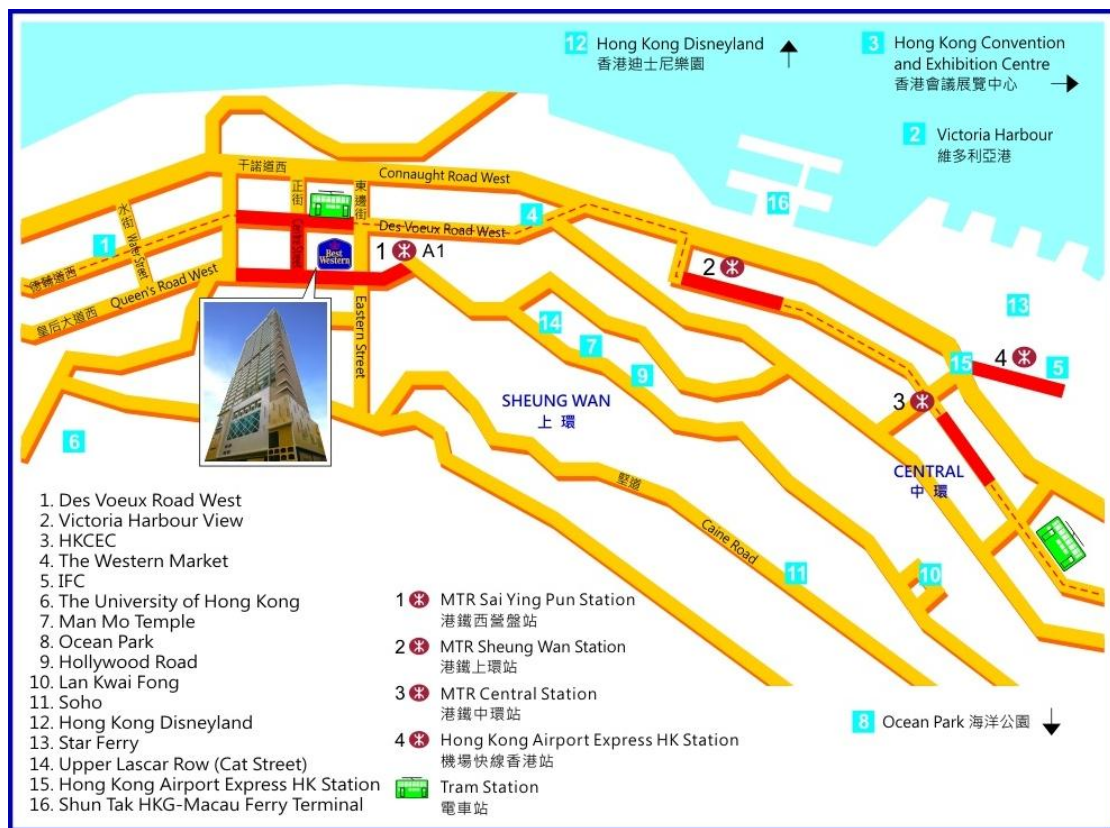 12 Hong Kong Disneyland
香港迪士尼樂園
3 Hong Kong Convention
and Exhibition Centre
香港會議展覽中心
2 Victoria Harbour
維多利亞港
16
干諾道西
Connaught Road West
正街
東邊街
水街
Water Street
Centre Street
4
Des Voeux Road West
1
德輔道西
Best
Western
1 A1
2
Queen's Road West
皇后大道西
Eastern Street
13
14
7
9
15
4
5
3
SHEUNG WAN
上環
CENTRAL
中環
6
堅道
Caine Road
11
10
1. Des Voeux Road West
2. Victoria Harbour View
3. HKCEC
4. The Western Market
5. IFC
6. The University of Hong Kong
7. Man Mo Temple
8. Ocean Park
9. Hollywood Road
10. Lan Kwai Fong
11. Soho
12. Hong Kong Disneyland
13. Star Ferry
14. Upper Lascar Row (Cat Street)
15. Hong Kong Airport Express HK Station
16. Shun Tak HKG-Macau Ferry Terminal
1 MTR Sai Ying Pun Station
港鐵西營盤站
2 MTR Sheung Wan Station
港鐵上環站
3 MTR Central Station
港鐵中環站
4 Hong Kong Airport Express HK Station
機場快線香港站
Tram Station
電車站
8 Ocean Park 海洋公園